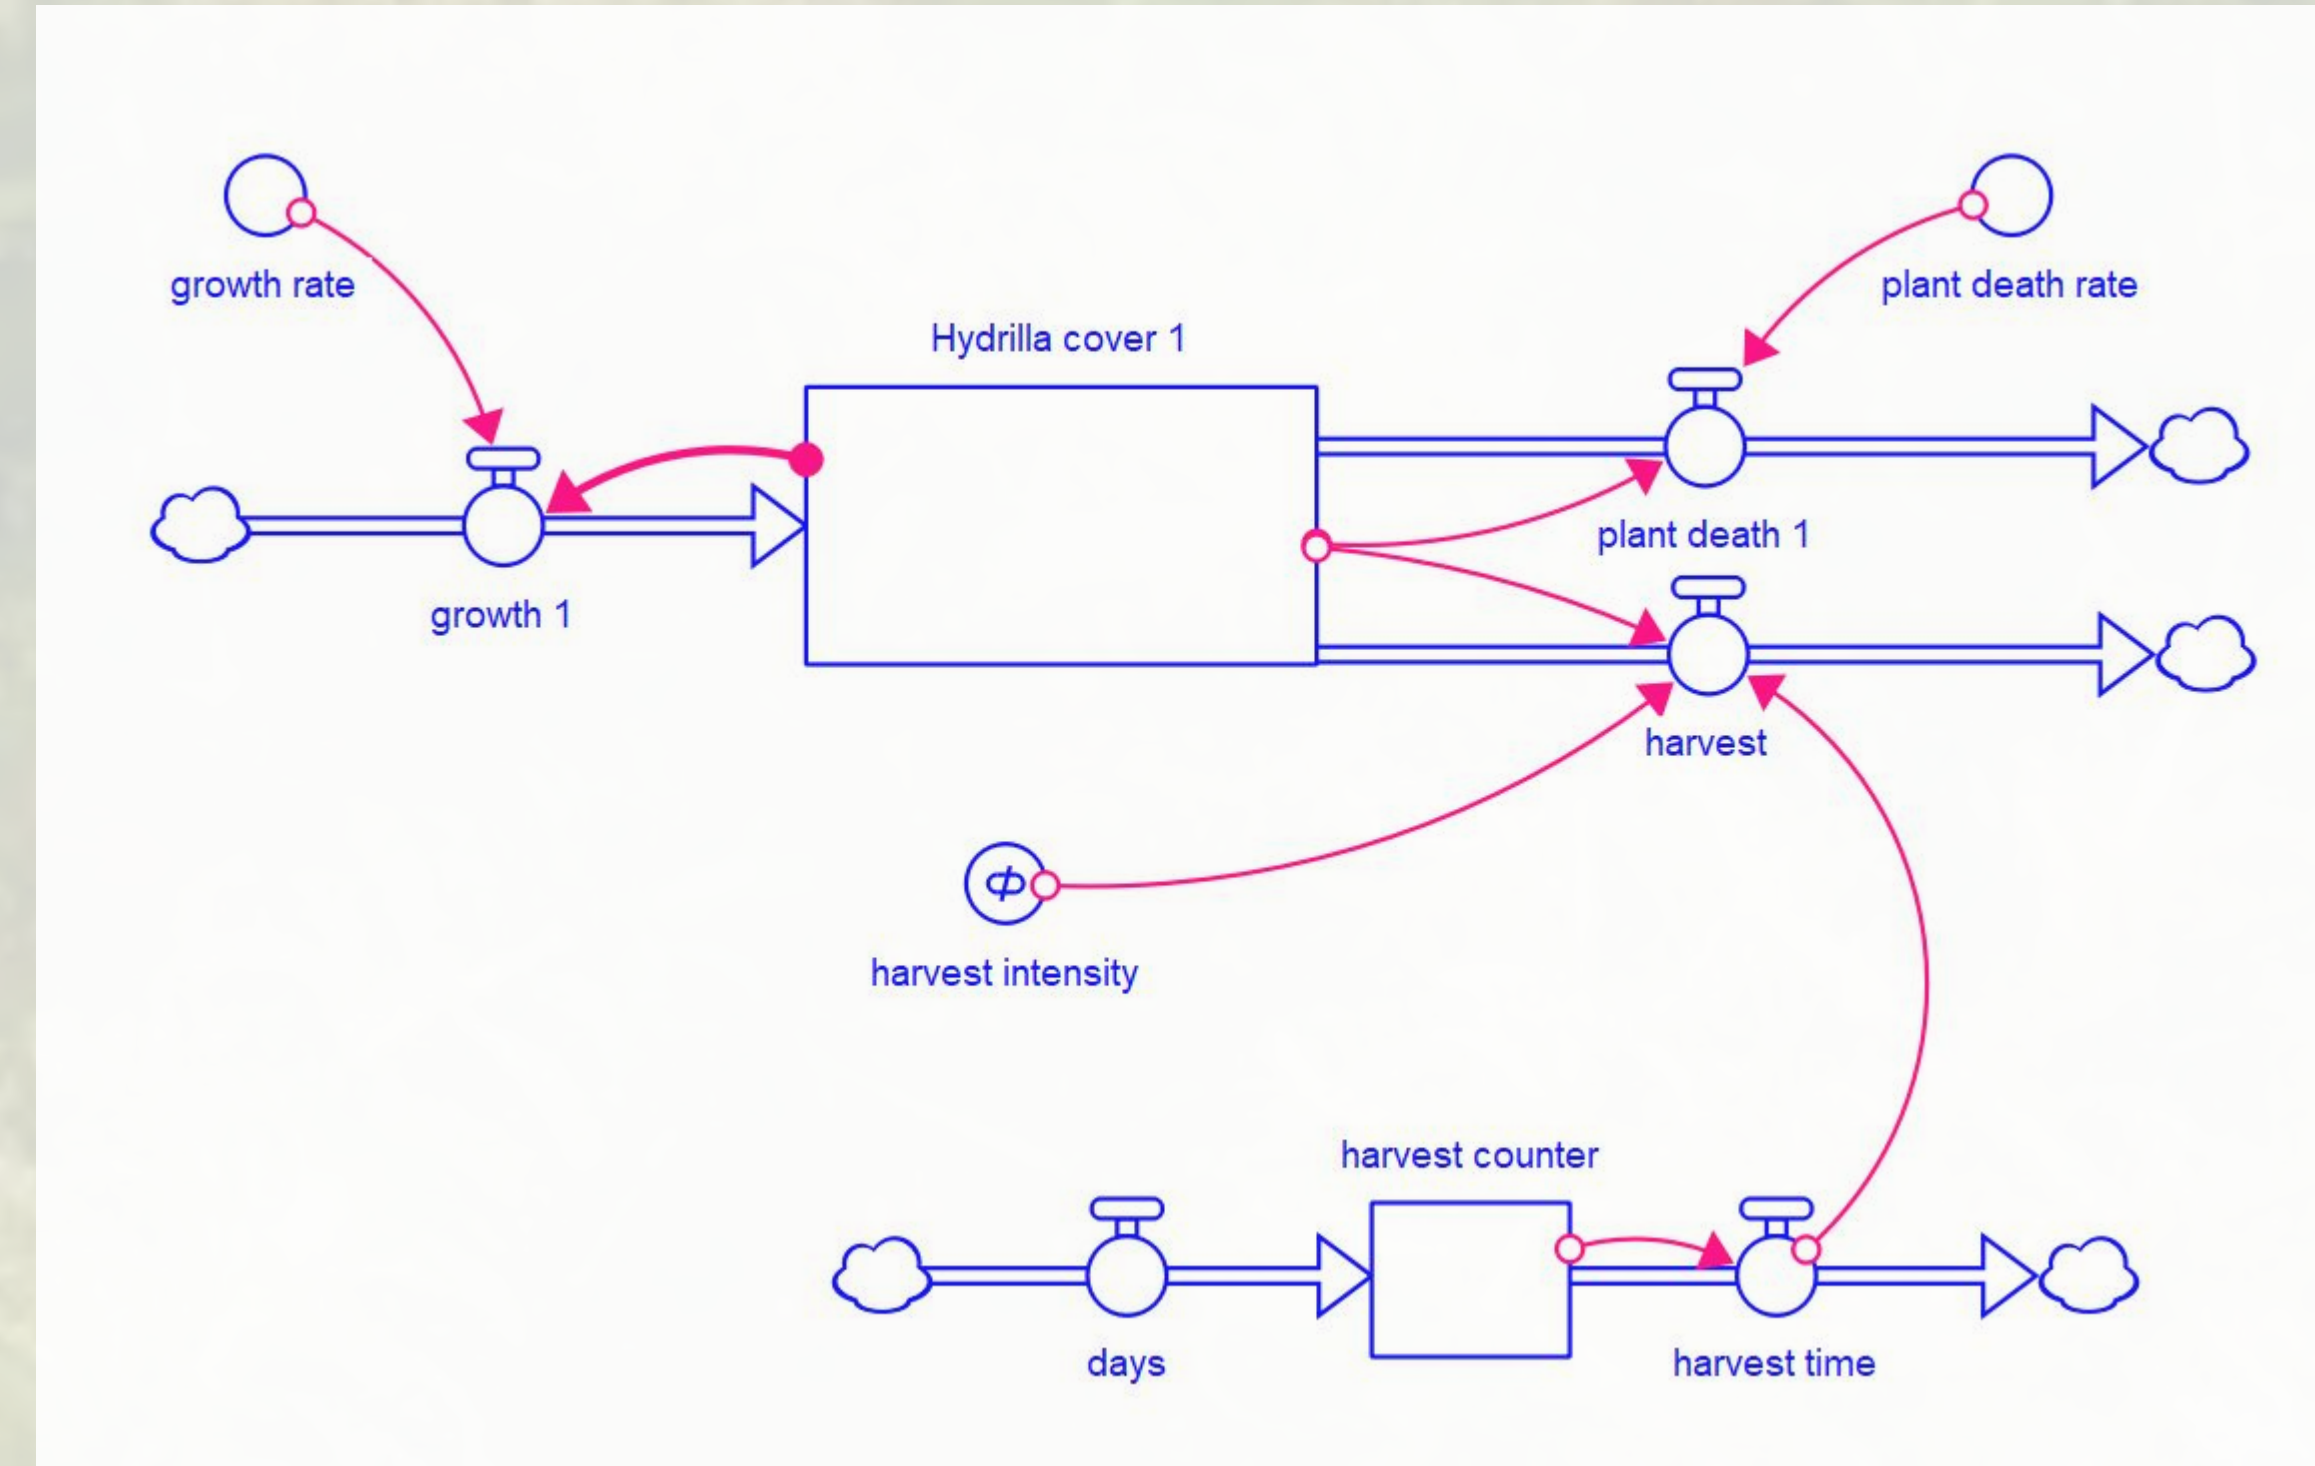 growth rate
plant death rate
Hydrilla cover 1
plant death 1
growth 1
harvest
harvest intensity
harvest counter
days
harvest time